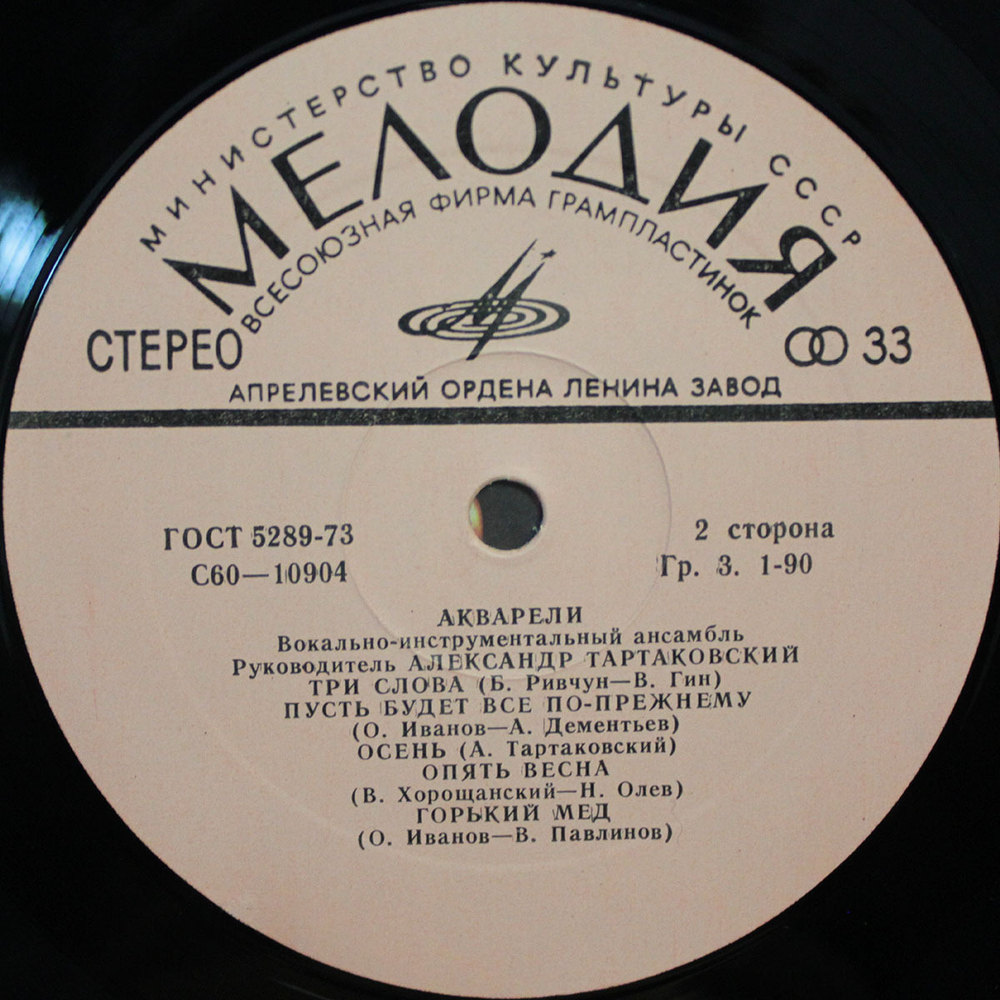 МИНИСТЕРСТВО КУЛЬТУРЫ СССР
МЕЛОДИЯ
ВСЕСОЮЗНАЯ ФИРМА ГРАМПЛАСТИНОК
СТЕРЕО
33
АПРЕЛЕВСКИЙ ОРДЕНА ЛЕНИНА ЗАВОД
ГОСТ 5289-73
2 сторона
С60—10904
Гр. 3. 1-90
АКВАРЕЛИ
Вокально-инструментальный ансамбль
Руководитель АЛЕКСАНДР ТАРТАКОВСКИЙ
ТРИ СЛОВА (Б. Ривчун—В. Гин)
ПУСТЬ БУДЕТ ВСЕ ПО-ПРЕЖНЕМУ
(О. Иванов—А. Дементьев)
ОСЕНЬ (А. Тартаковский)
ОПЯТЬ ВЕСНА
(В. Хорощанский—Н. Олев)
ГОРЬКИЙ МЕД
(О. Иванов—В. Павлинов)